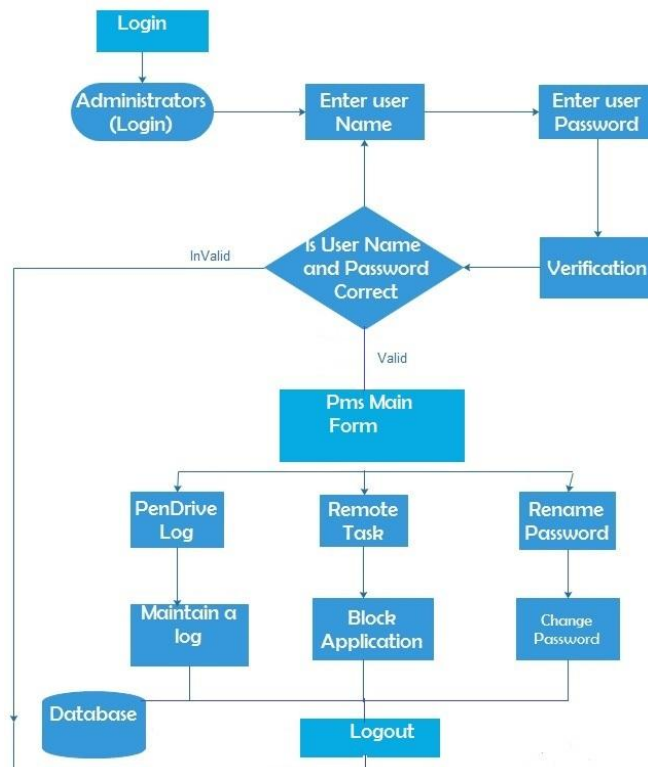 Login
Administrators
(Login)
Enter user
Name
Enter user
Password
Is User Name
and Password
Correct
InValid
Verification
Valid
Pms Main
Form
PenDrive
Log
Remote
Task
Rename
Password
Maintain a
log
Block
Application
Change
Password
Database
Logout